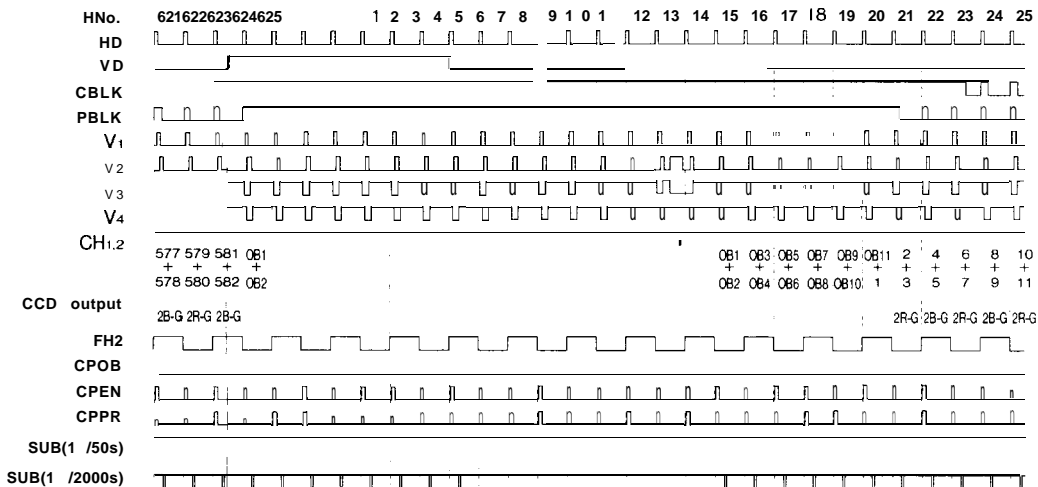 HNo. 621622623624625 1 2 3 4 5 6 7 8 9 1 0 1 12 13 14 15 16 17 18 19 20 21 22 23 24 25
HD
VD
CBLK
PBLK
V1
V2
V3
V4
CH1,2
577 579 581 OB1 OB1 OB3 OB5 OB7 OB9 OB11 2 4 6 8 10
+ + + + + + + + + + + + + + +
578 580 582 OB2 OB2 OB4 OB6 OB8 OB10 1 3 5 7 9 11
CCD output
2B-G 2R-G 2B-G 2R-G 2B-G 2R-G 2B-G 2R-G
FH2
CPOB
CPEN
CPPR
SUB(1 /50s)
SUB(1 /2000s)